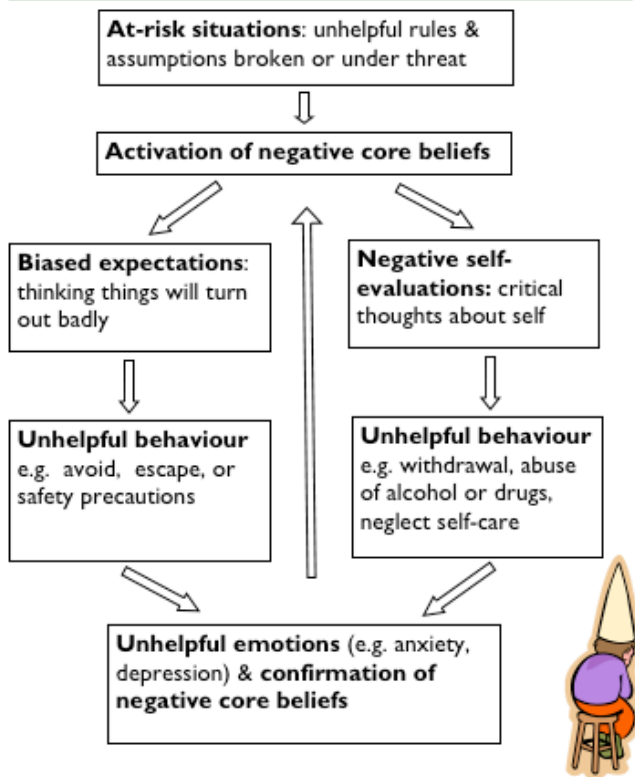 At-risk situations: unhelpful rules &
assumptions broken or under threat
Activation of negative core beliefs
Biased expectations:
thinking things will turn
out badly
Negative self-
evaluations: critical
thoughts about self
Unhelpful behaviour
e.g. avoid, escape, or
safety precautions
Unhelpful behaviour
e.g. withdrawal, abuse
of alcohol or drugs,
neglect self-care
Unhelpful emotions (e.g. anxiety,
depression) & confirmation of
negative core beliefs